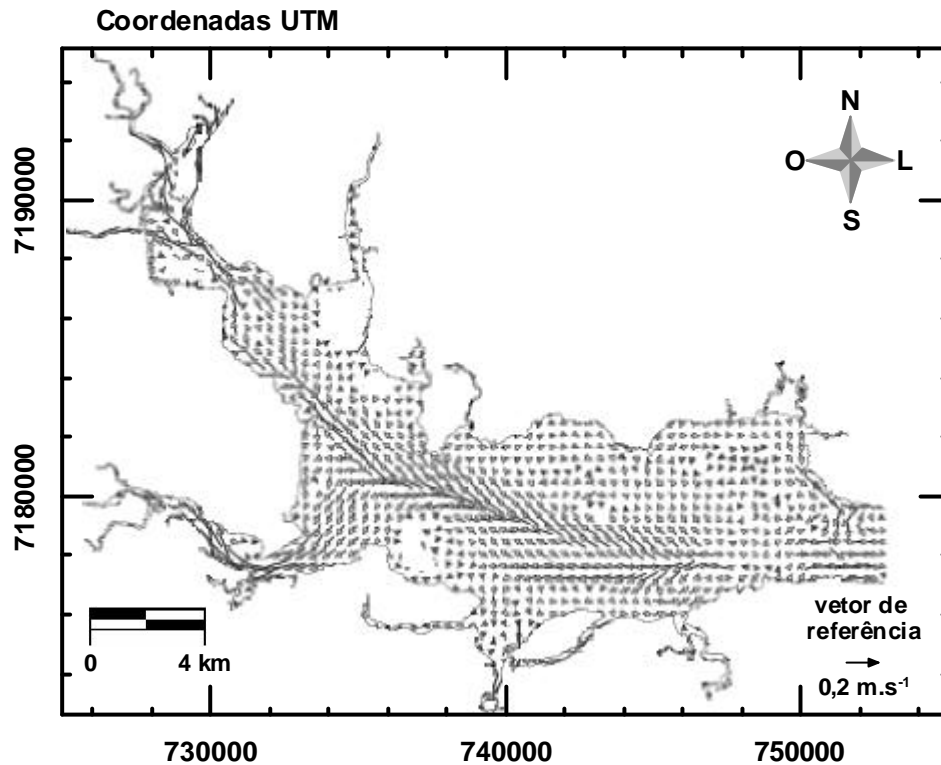 Coordenadas UTM
N
O L
S
7190000
7180000
vetor de
referência
0,2 m.s⁻¹
0 4 km
730000 740000 750000